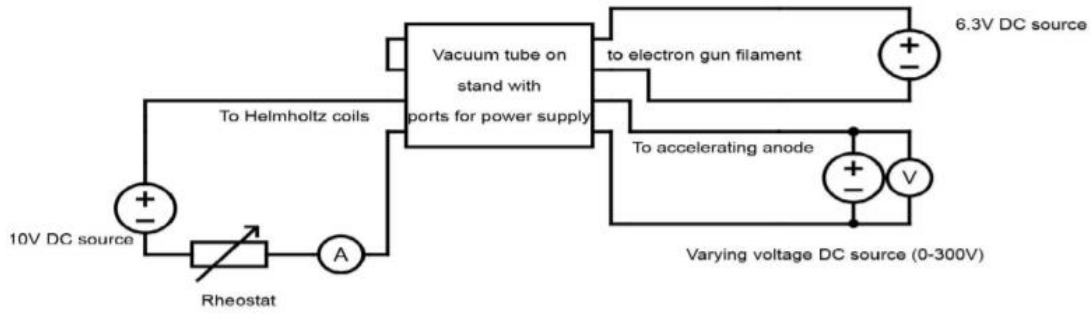 6.3V DC source
Vacuum tube on
to electron gun filament
stand with
To Helmholtz coils
ports for power supply
To accelerating anode
V
10V DC source
A
Varying voltage DC source (0-300V)
Rheostat